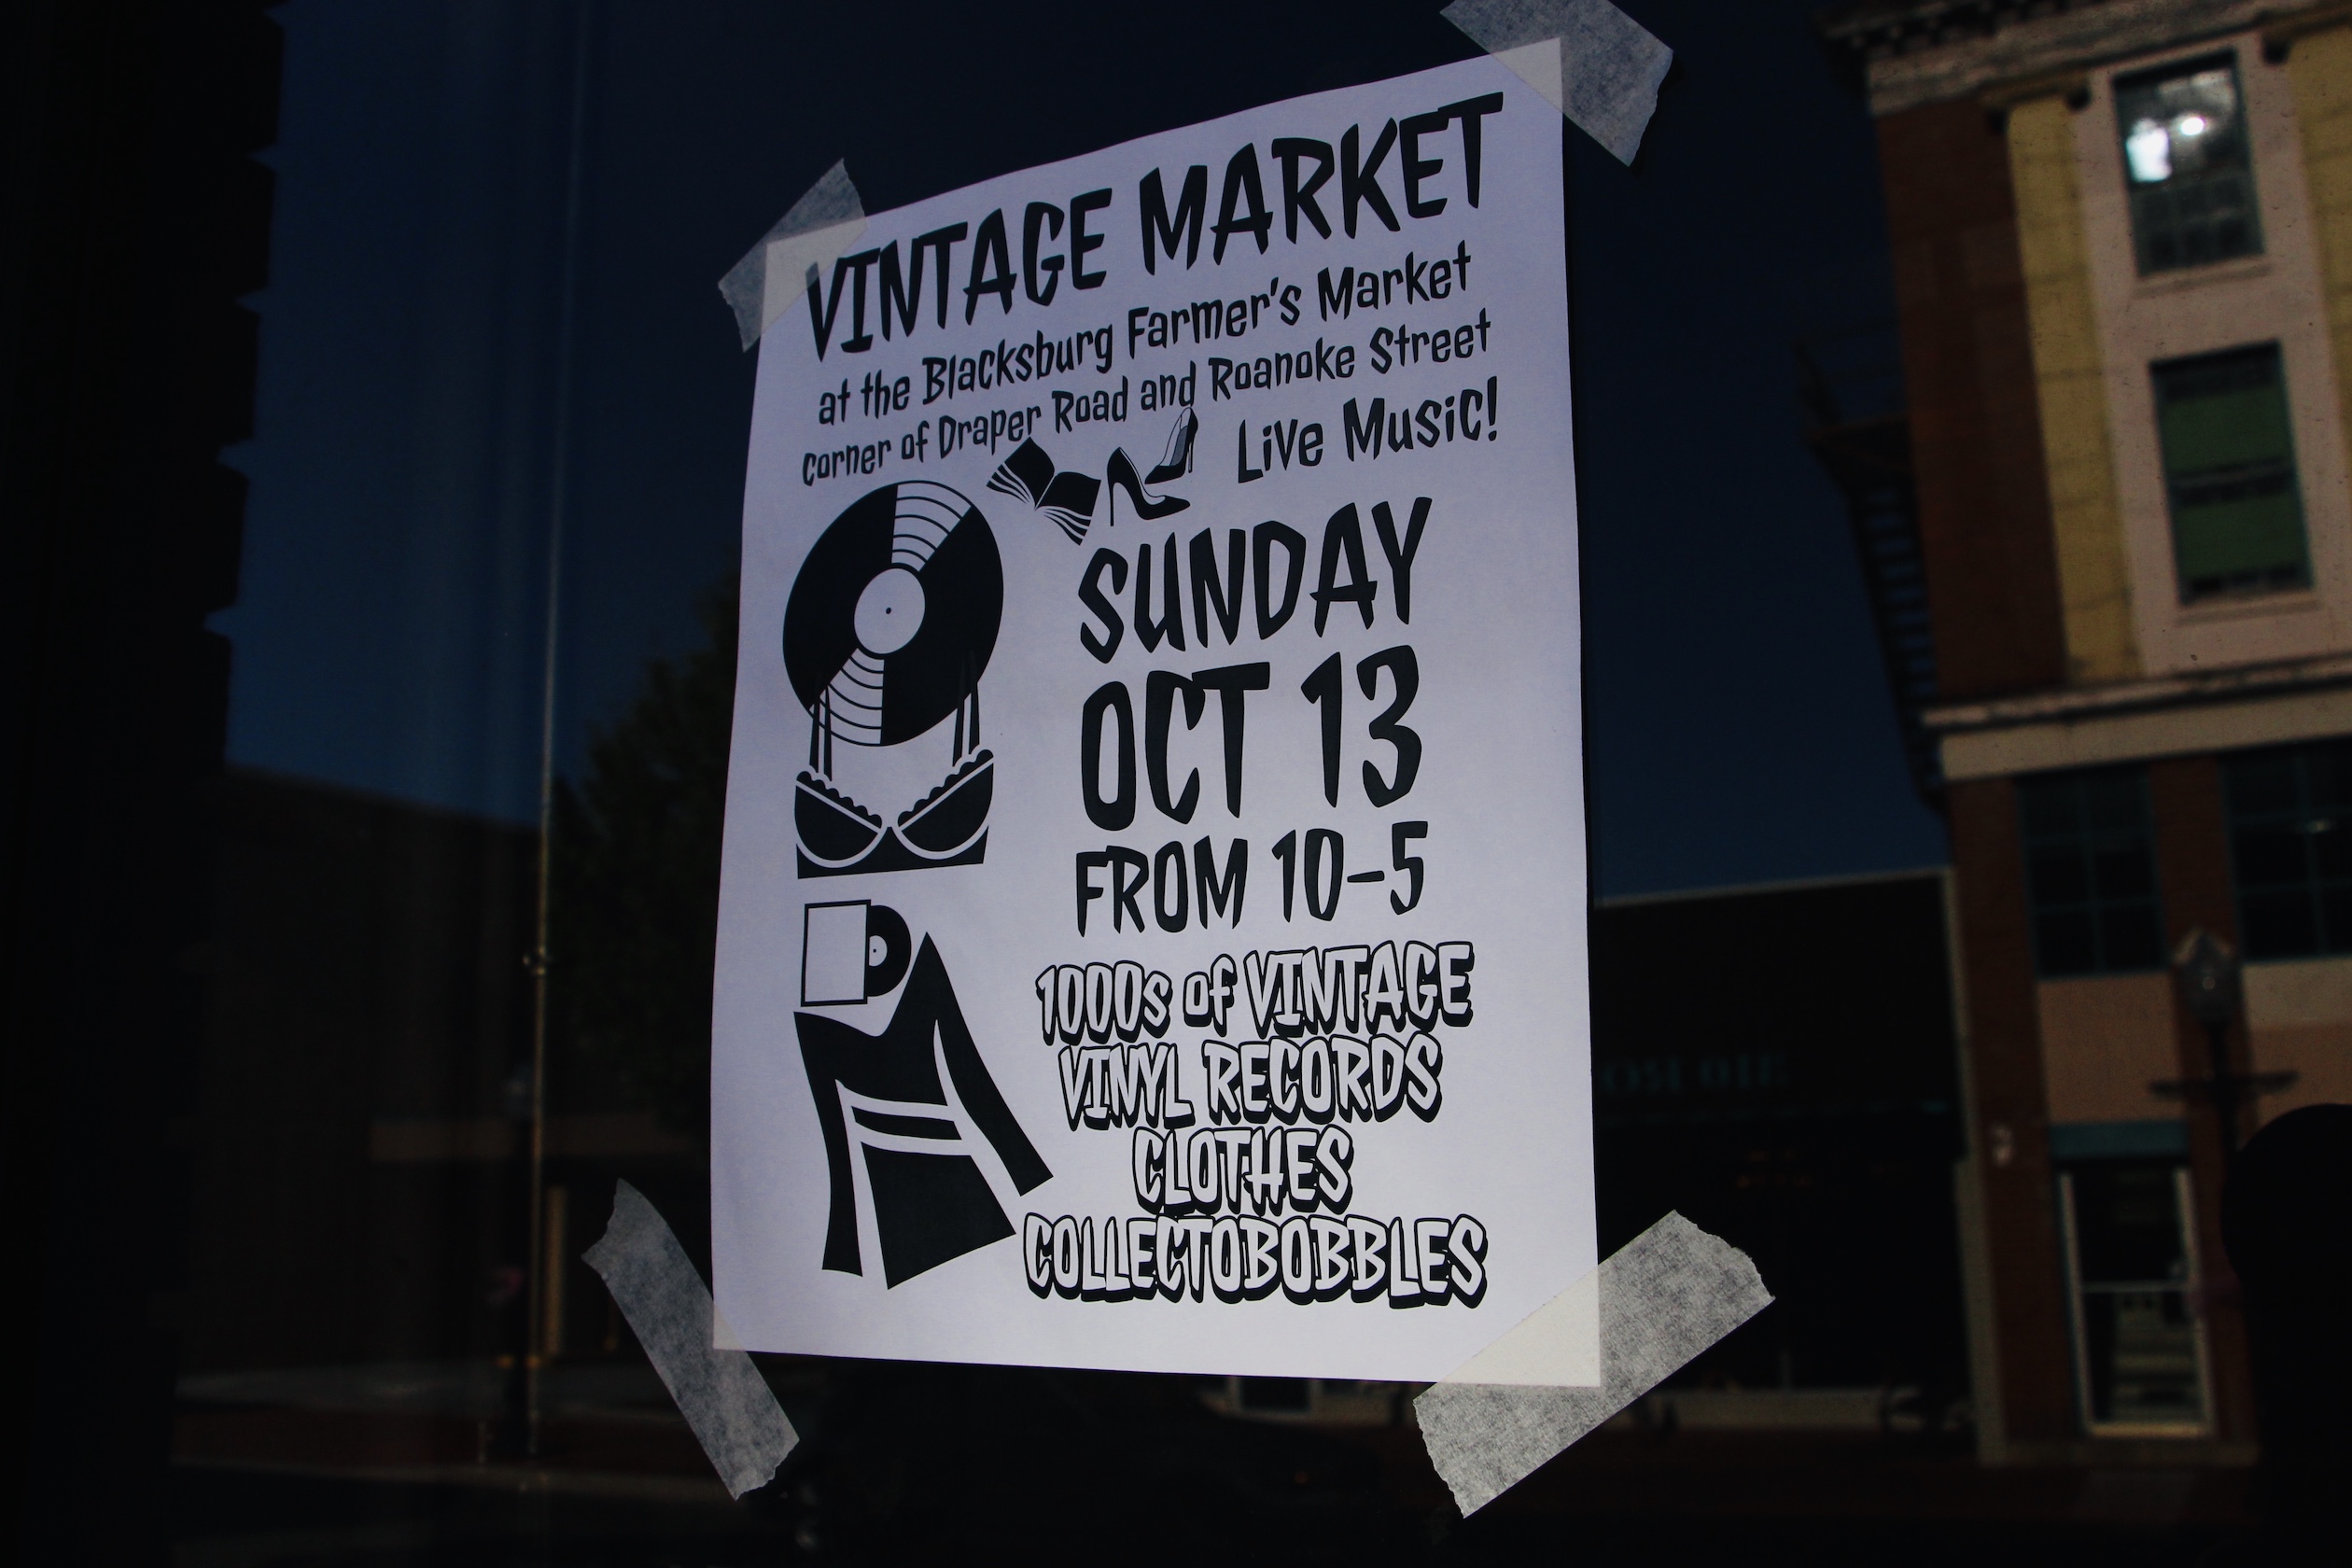 VINTAGE MARKET
at the Blacksburg Farmer's Market
corner of Draper Road and Roanoke Street
Live Music!
SUNDAY
OCT 13
FROM 10-5
1000s of VINTAGE
VINYL RECORDS
CLOTHES
COLLECTOBOBBLES